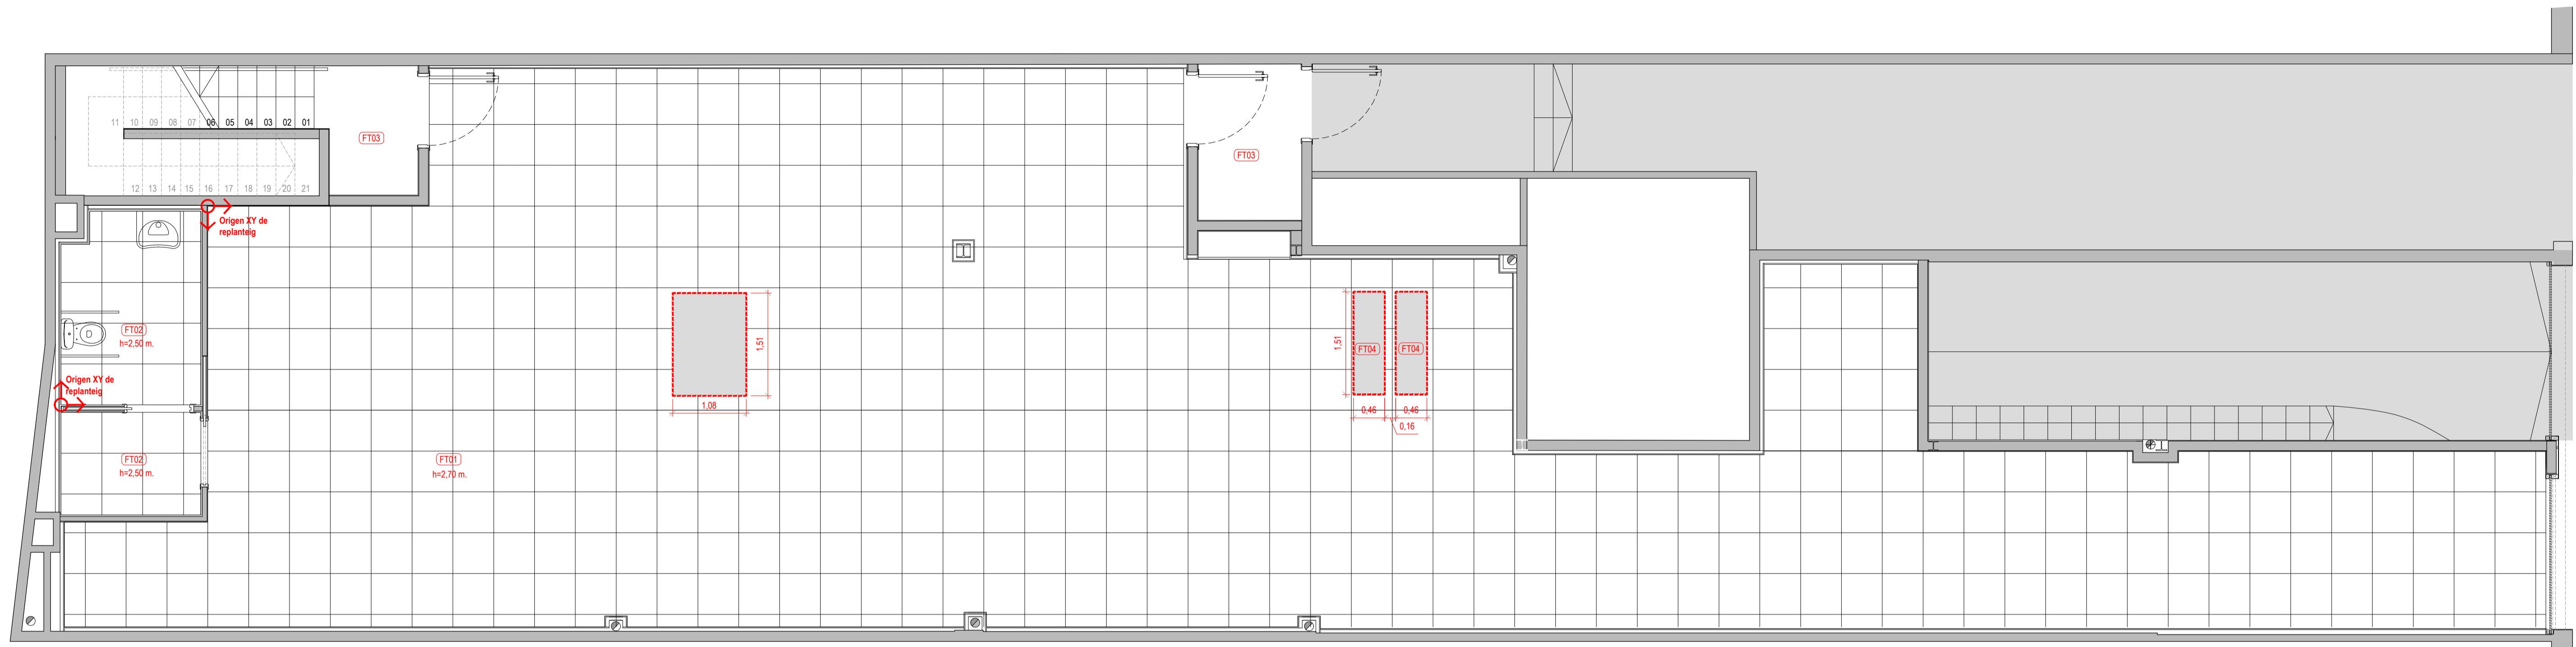 11 10 09 08 07 06 05 04 03 02 01
FT03
FT03
12 13 14 15 16 17 18 19 20 21
Origen XY de
replanteig
FT02
h=2,50 m.
1,51
1,08
1,51
FT04
FT04
0,46
0,46
0,16
Origen XY de
replanteig
FT02
h=2,50 m.
FT01
h=2,70 m.